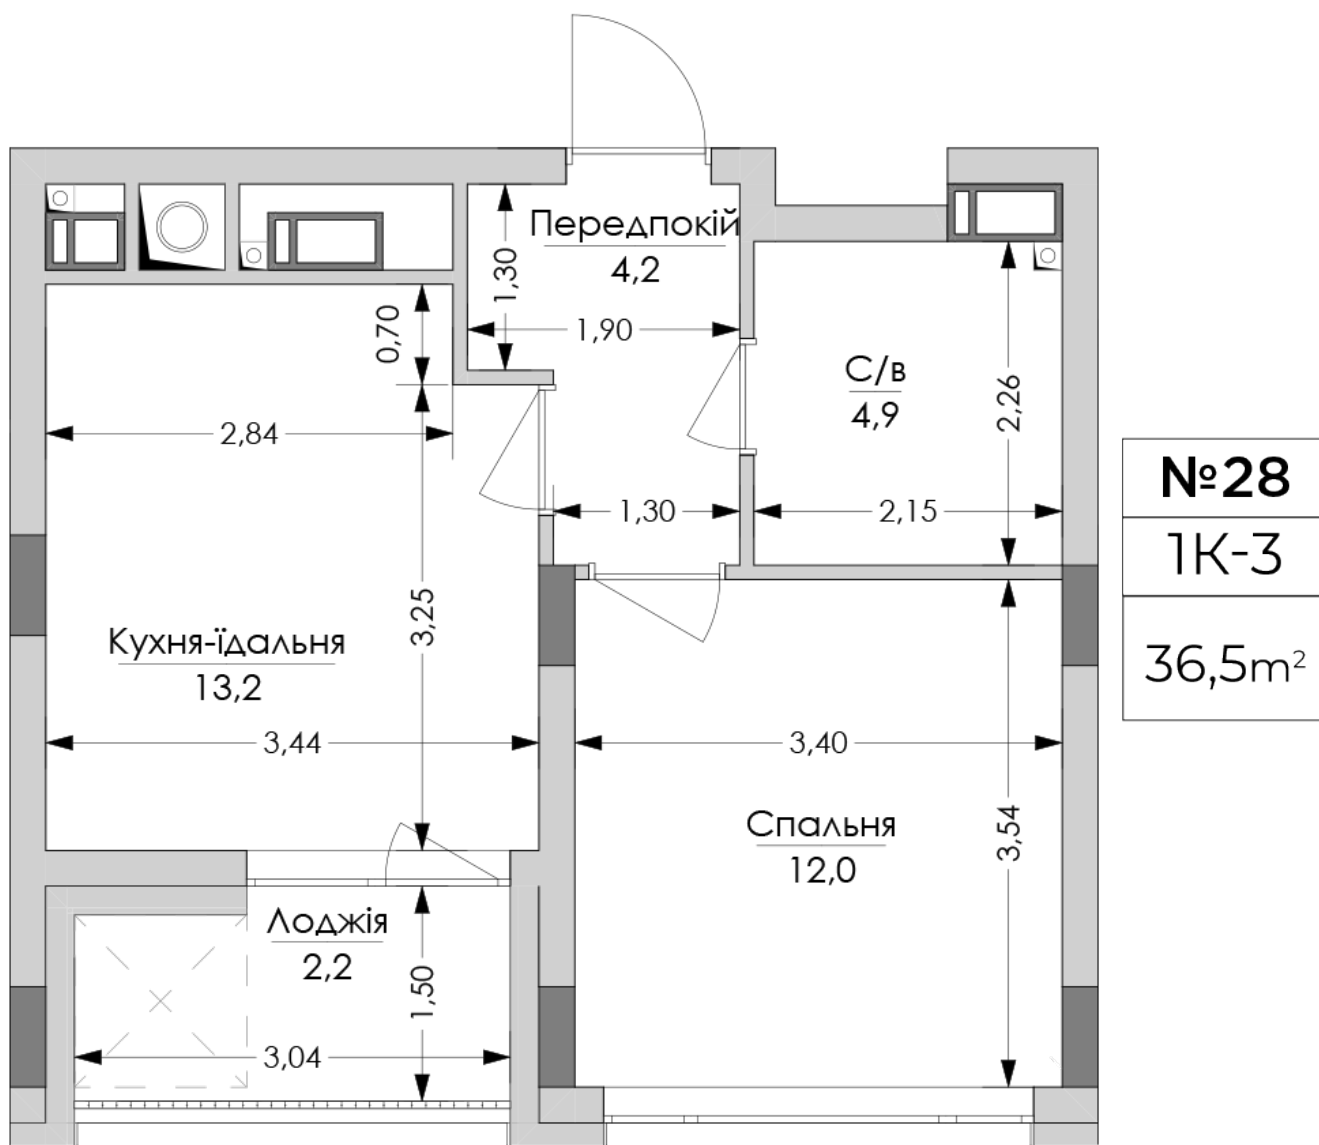 Передпокій
4,2
1,30
1,90
0,70
С/в
4,9
2,26
2,84
1,30
2,15
№28
1К-3
36,5m²
3,25
Кухня-їдальня
13,2
3,44
3,40
3,54
Спальня
12,0
Лоджія
2,2
1,50
3,04